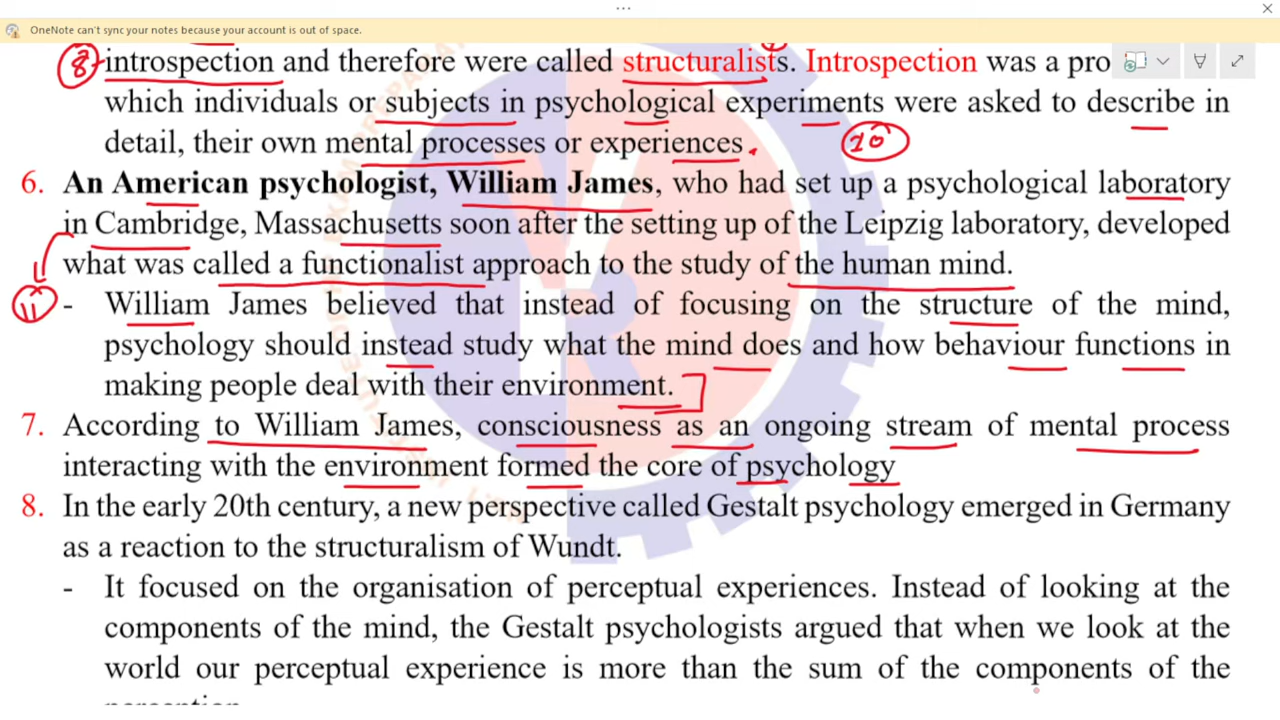 OneNote can't sync your notes because your account is out of space.
8 introspection and therefore were called structuralists. Introspection was a pro
which individuals or subjects in psychological experiments were asked to describe in
detail, their own mental processes or experiences. 10
6. An American psychologist, William James, who had set up a psychological laboratory
in Cambridge, Massachusetts soon after the setting up of the Leipzig laboratory, developed
what was called a functionalist approach to the study of the human mind.
11 - William James believed that instead of focusing on the structure of the mind,
psychology should instead study what the mind does and how behaviour functions in
making people deal with their environment.
7. According to William James, consciousness as an ongoing stream of mental process
interacting with the environment formed the core of psychology
8. In the early 20th century, a new perspective called Gestalt psychology emerged in Germany
as a reaction to the structuralism of Wundt.
- It focused on the organisation of perceptual experiences. Instead of looking at the
components of the mind, the Gestalt psychologists argued that when we look at the
world our perceptual experience is more than the sum of the components of the